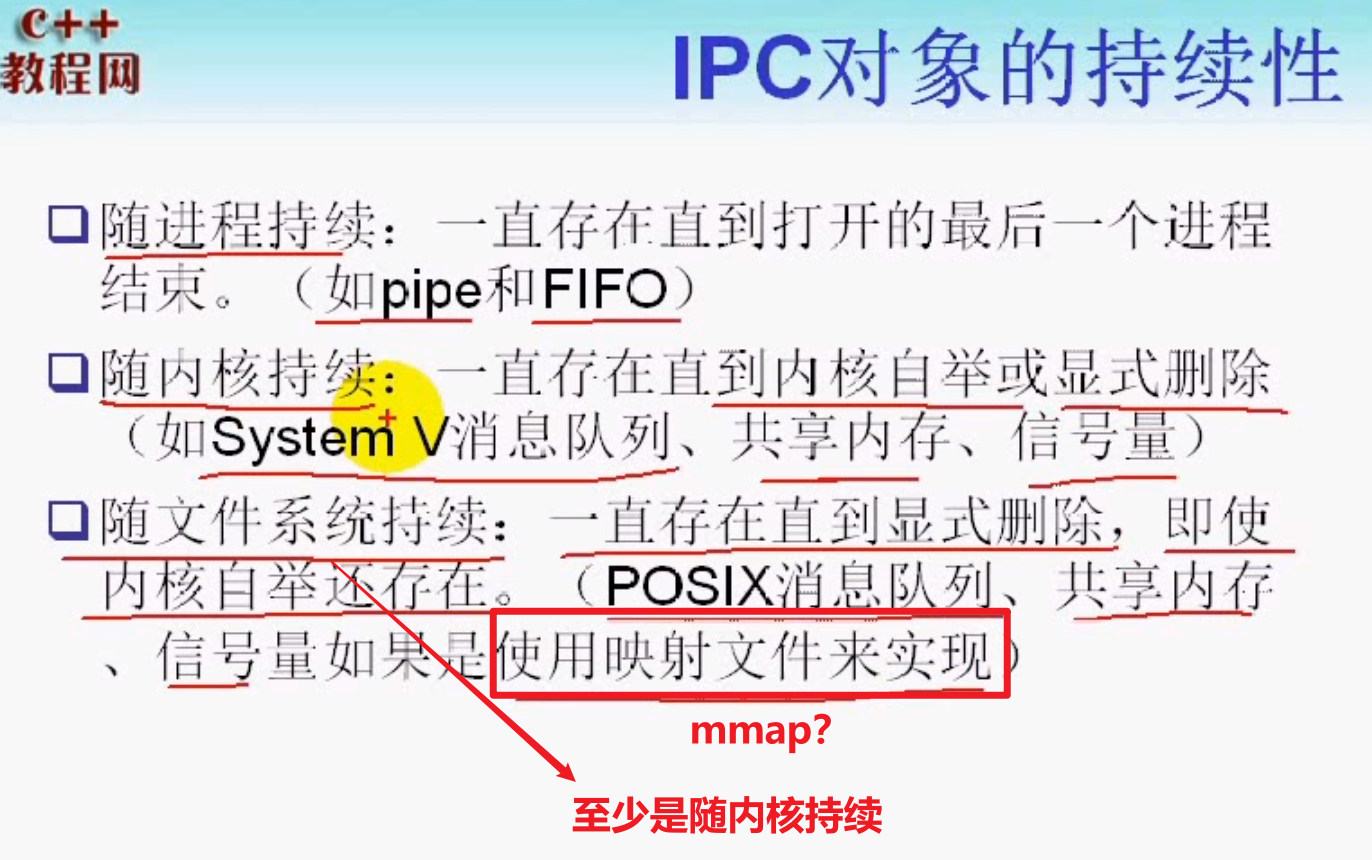 C++
教程网
IPC对象的持续性
随进程持续：一直存在直到打开的最后一个进程
结束。（如pipe和FIFO）
随内核持续：一直存在直到内核自举或显式删除
（如System V消息队列、共享内存、信号量）
随文件系统持续：一直存在直到显式删除，即使
内核自举还存在。（POSIX消息队列、共享内存
、信号量如果是使用映射文件来实现）
mmap？
至少是随内核持续